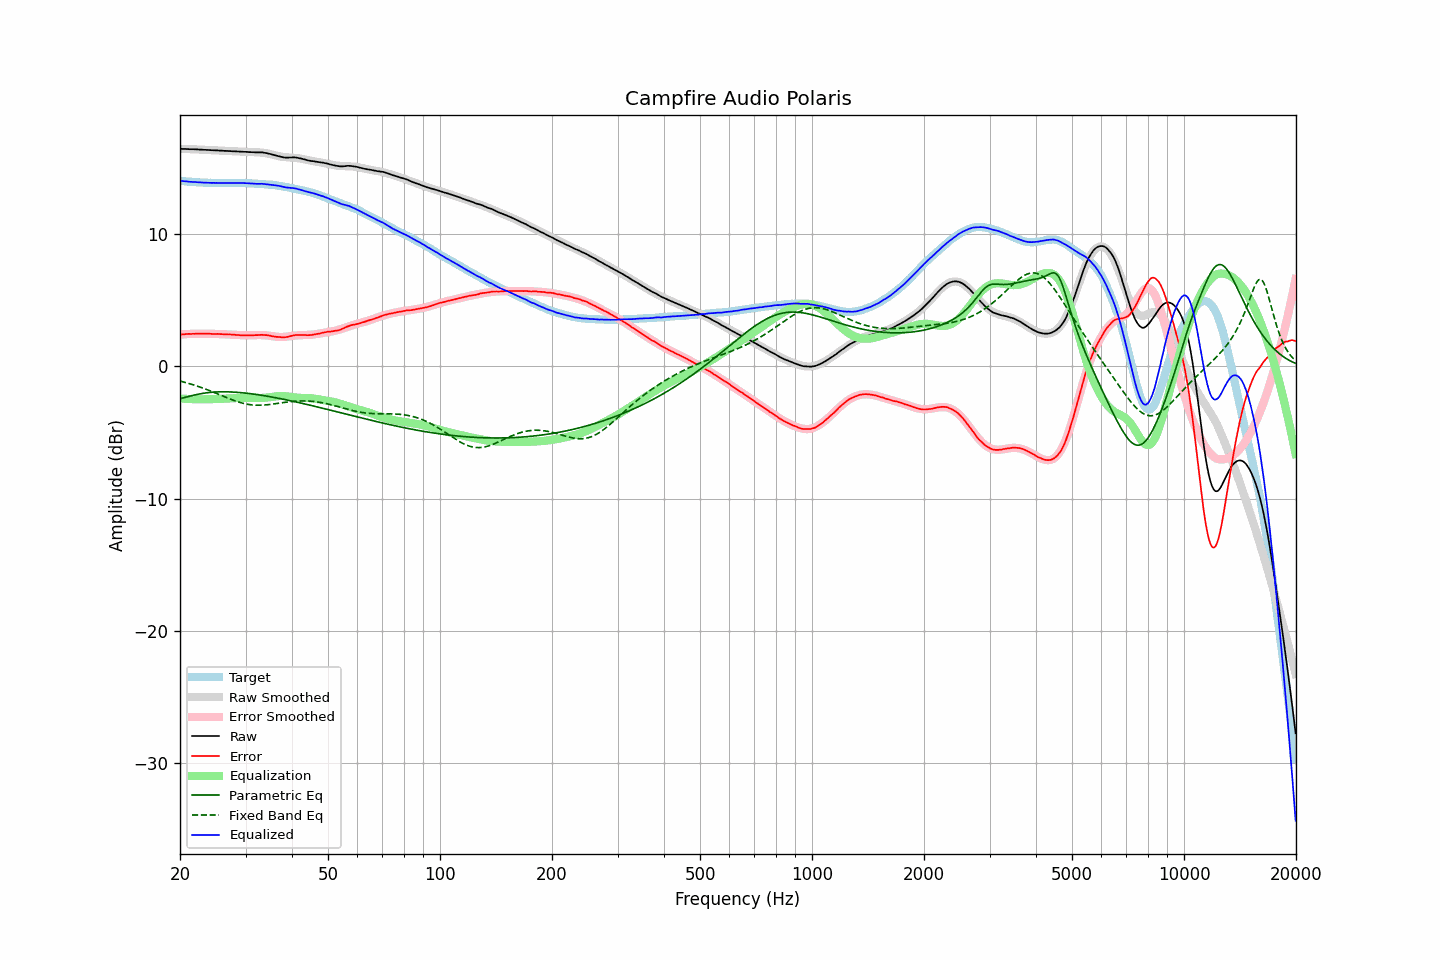 Campfire Audio Polaris
Amplitude (dBr)
10
0
−10
−20
−30
Target
Raw Smoothed
Error Smoothed
Raw
Error
Equalization
Parametric Eq
Fixed Band Eq
Equalized
20 50 100 200 500 1000 2000 5000 10000 20000
Frequency (Hz)